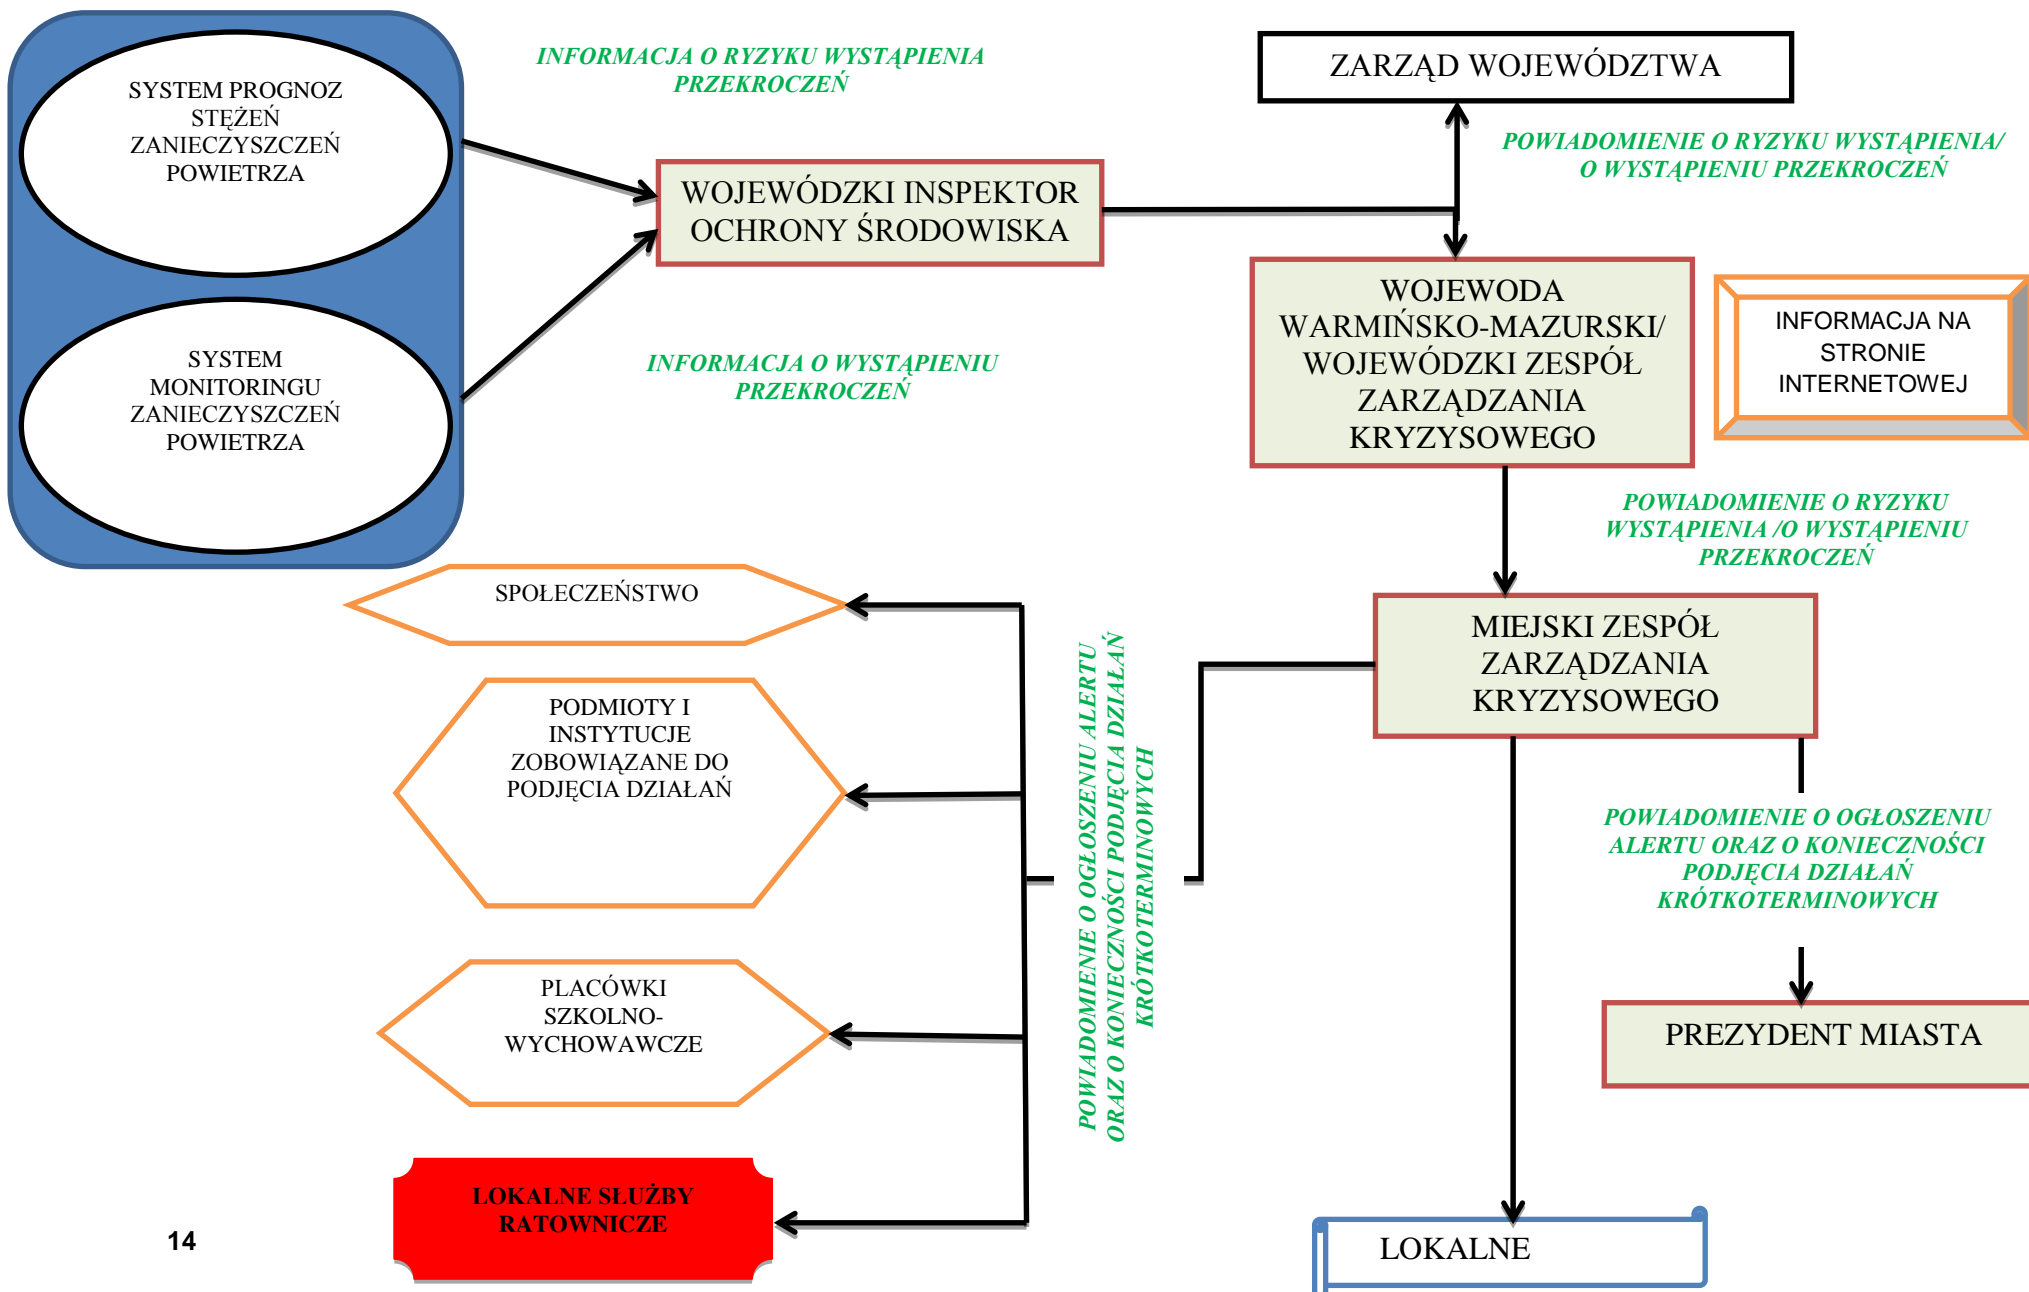 SYSTEM PROGNOZ
STĘŻEŃ
ZANIECZYSZCZEŃ
POWIETRZA
INFORMACJA O RYZYKU WYSTĄPIENIA
PRZEKROCZEŃ
ZARZĄD WOJEWÓDZTWA
POWIADOMIENIE O RYZYKU WYSTĄPIENIA/
O WYSTĄPIENIU PRZEKROCZEŃ
WOJEWÓDZKI INSPEKTOR
OCHRONY ŚRODOWISKA
WOJEWODA
WARMIŃSKO-MAZURSKI/
WOJEWÓDZKI ZESPÓŁ
ZARZĄDZANIA
KRYZYSOWEGO
INFORMACJA NA
STRONIE
INTERNETOWEJ
SYSTEM
MONITORINGU
ZANIECZYSZCZEŃ
POWIETRZA
INFORMACJA O WYSTĄPIENIU
PRZEKROCZEŃ
POWIADOMIENIE O RYZYKU
WYSTĄPIENIA /O WYSTĄPIENIU
PRZEKROCZEŃ
SPOŁECZEŃSTWO
MIEJSKI ZESPÓŁ
ZARZĄDZANIA
KRYZYSOWEGO
PODMIOTY I
INSTYTUCJE
ZOBOWIĄZANE DO
PODJĘCIA DZIAŁAŃ
POWIADOMIENIE O OGŁOSZENIU ALERTU
ORAZ O KONIECZNOŚCI PODJĘCIA DZIAŁAŃ
KRÓTKOTERMINOWYCH
POWIADOMIENIE O OGŁOSZENIU
ALERTU ORAZ O KONIECZNOŚCI
PODJĘCIA DZIAŁAŃ
KRÓTKOTERMINOWYCH
PLACÓWKI
SZKOLNO-
WYCHOWAWCZE
PREZYDENT MIASTA
LOKALNE SŁUŻBY
RATOWNICZE
LOKALNE
14